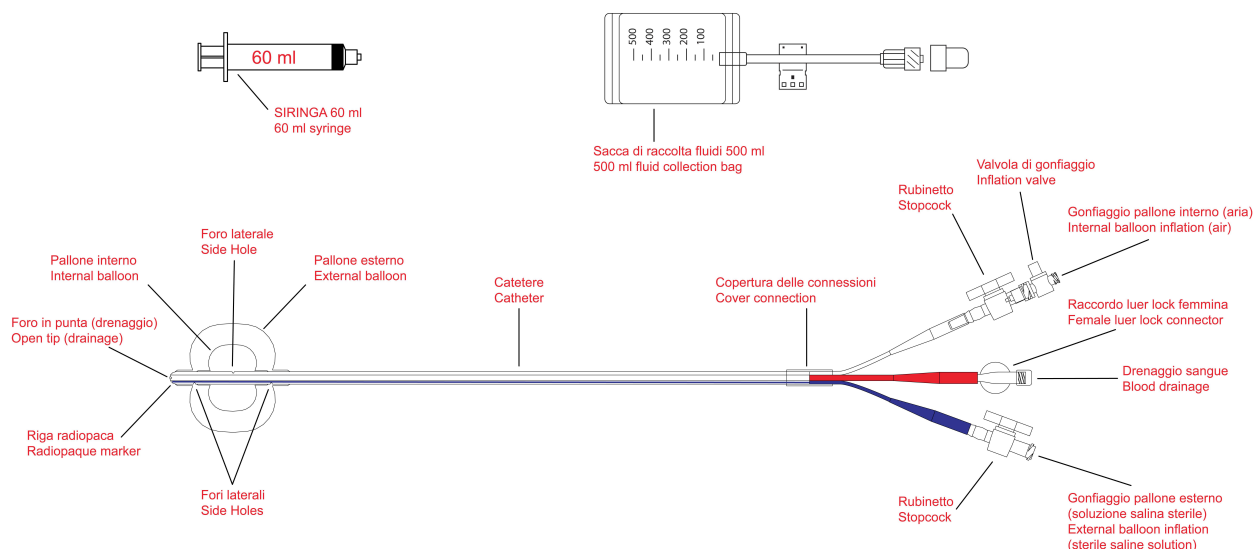 60 ml
SIRINGA 60 ml
60 ml syringe
500
400
300
200
100
Sacca di raccolta fluidi 500 ml
500 ml fluid collection bag
Valvola di gonfiaggio
Inflation valve
Rubinetto
Stopcock
Gonfiaggio pallone interno (aria)
Internal balloon inflation (air)
Foro laterale
Side Hole
Pallone interno
Internal balloon
Pallone esterno
External balloon
Catetere
Catheter
Copertura delle connessioni
Cover connection
Raccordo luer lock femmina
Female luer lock connector
Foro in punta (drenaggio)
Open tip (drainage)
Drenaggio sangue
Blood drainage
Riga radiopaca
Radiopaque marker
Fori laterali
Side Holes
Rubinetto
Stopcock
Gonfiaggio pallone esterno
(soluzione salina sterile)
External balloon inflation
(sterile saline solution)